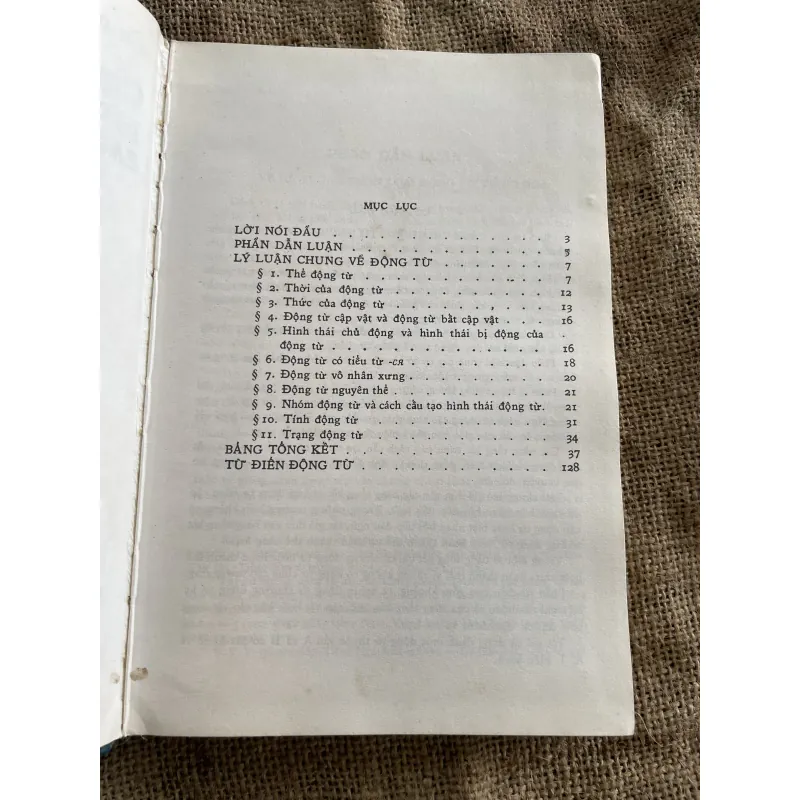 MỤC LỤC
LỜI NÓI ĐẦU . . . . . . . . . . . . . . 3
PHẦN DẪN LUẬN . . . . . . . . . . . . . 5
LÝ LUẬN CHUNG VỀ ĐỘNG TỪ . . . . . . . 7
§ 1. Thể động từ . . . . . . . . . . . . 7
§ 2. Thời của động từ . . . . . . . . . . 12
§ 3. Thức của động từ . . . . . . . . . . 13
§ 4. Động từ cập vật và động từ bất cập vật . . . 16
§ 5. Hình thái chủ động và hình thái bị động của
động từ . . . . . . . . . . . . . 16
§ 6. Động từ có tiểu từ -ся . . . . . . . . 18
§ 7. Động từ vô nhân xưng . . . . . . . . . 20
§ 8. Động từ nguyên thể . . . . . . . . . . 21
§ 9. Nhóm động từ và cách cấu tạo hình thái động từ. 21
§10. Tính động từ . . . . . . . . . . . 31
§11. Trạng động từ . . . . . . . . . . . 34
BẢNG TỔNG KẾT . . . . . . . . . . . . . 37
TỪ ĐIỂN ĐỘNG TỪ . . . . . . . . . . . . 128